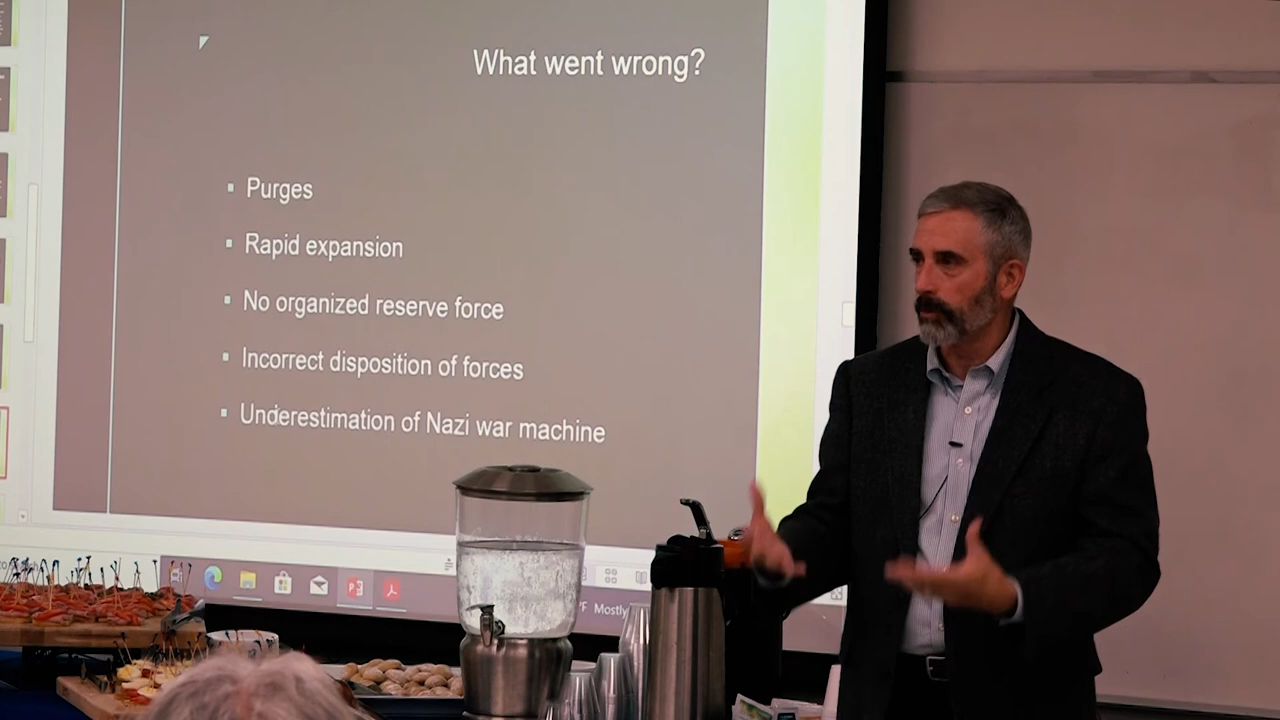 What went wrong?
Purges
Rapid expansion
No organized reserve force
Incorrect disposition of forces
Underestimation of Nazi war machine
Mostly